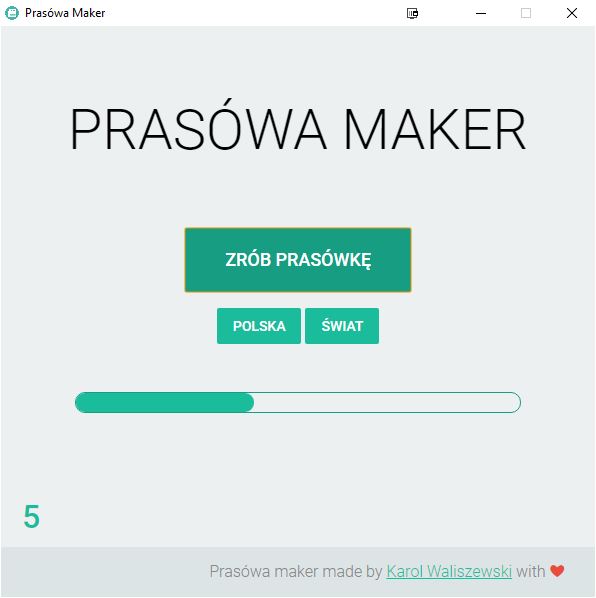 Prasówa Maker
PRASÓWA MAKER
ZRÓB PRASÓWKĘ
POLSKA ŚWIAT
5
Prasówa maker made by Karol Waliszewski with ❤